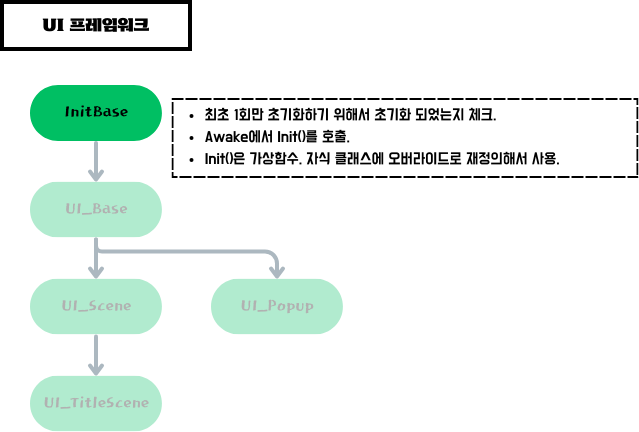 UI 프레임워크
InitBase
• 최초 1회만 초기화하기 위해서 초기화 되었는지 체크.
• Awake에서 Init()를 호출.
• Init()은 가상함수. 자식 클래스에 오버라이드로 재정의해서 사용.
UI_Base
UI_Scene
UI_Popup
UI_TitleScene